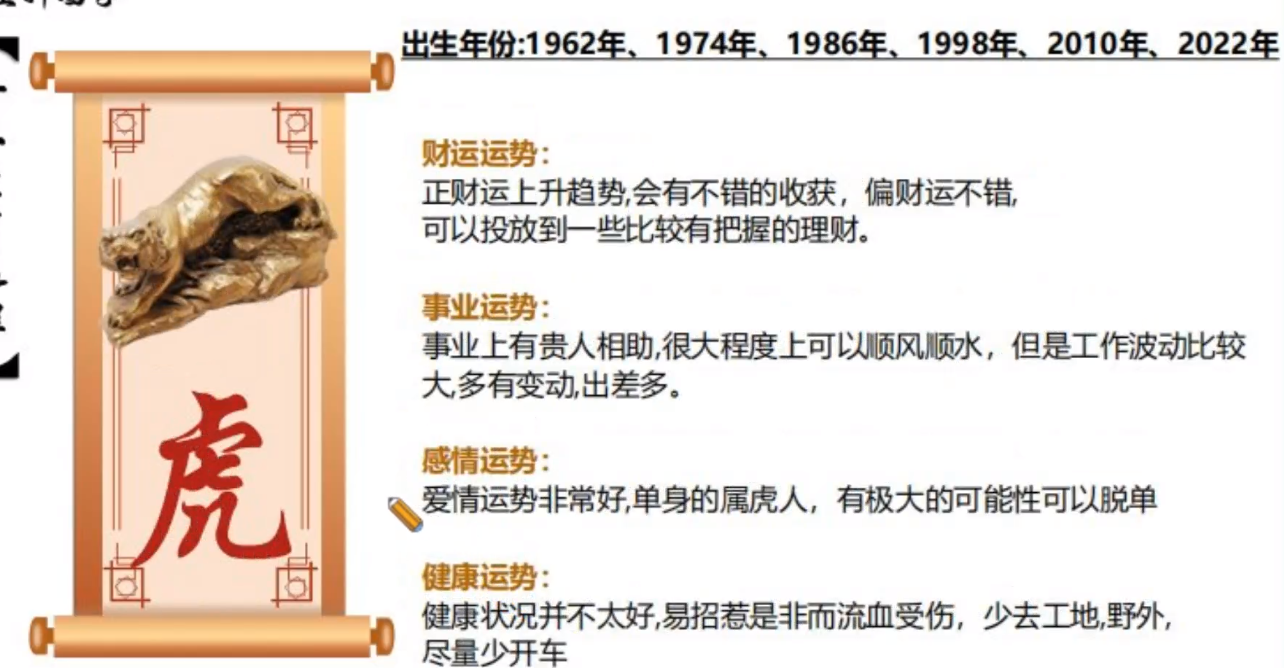 出生年份:1962年、1974年、1986年、1998年、2010年、2022年
财运运势：
正财运上升趋势,会有不错的收获，偏财运不错,
可以投放到一些比较有把握的理财。
事业运势：
事业上有贵人相助,很大程度上可以顺风顺水，但是工作波动比较
大,多有变动,出差多。
感情运势：
爱情运势非常好,单身的属虎人，有极大的可能性可以脱单
健康运势：
健康状况并不太好,易招惹是非而流血受伤，少去工地,野外,
尽量少开车
虎